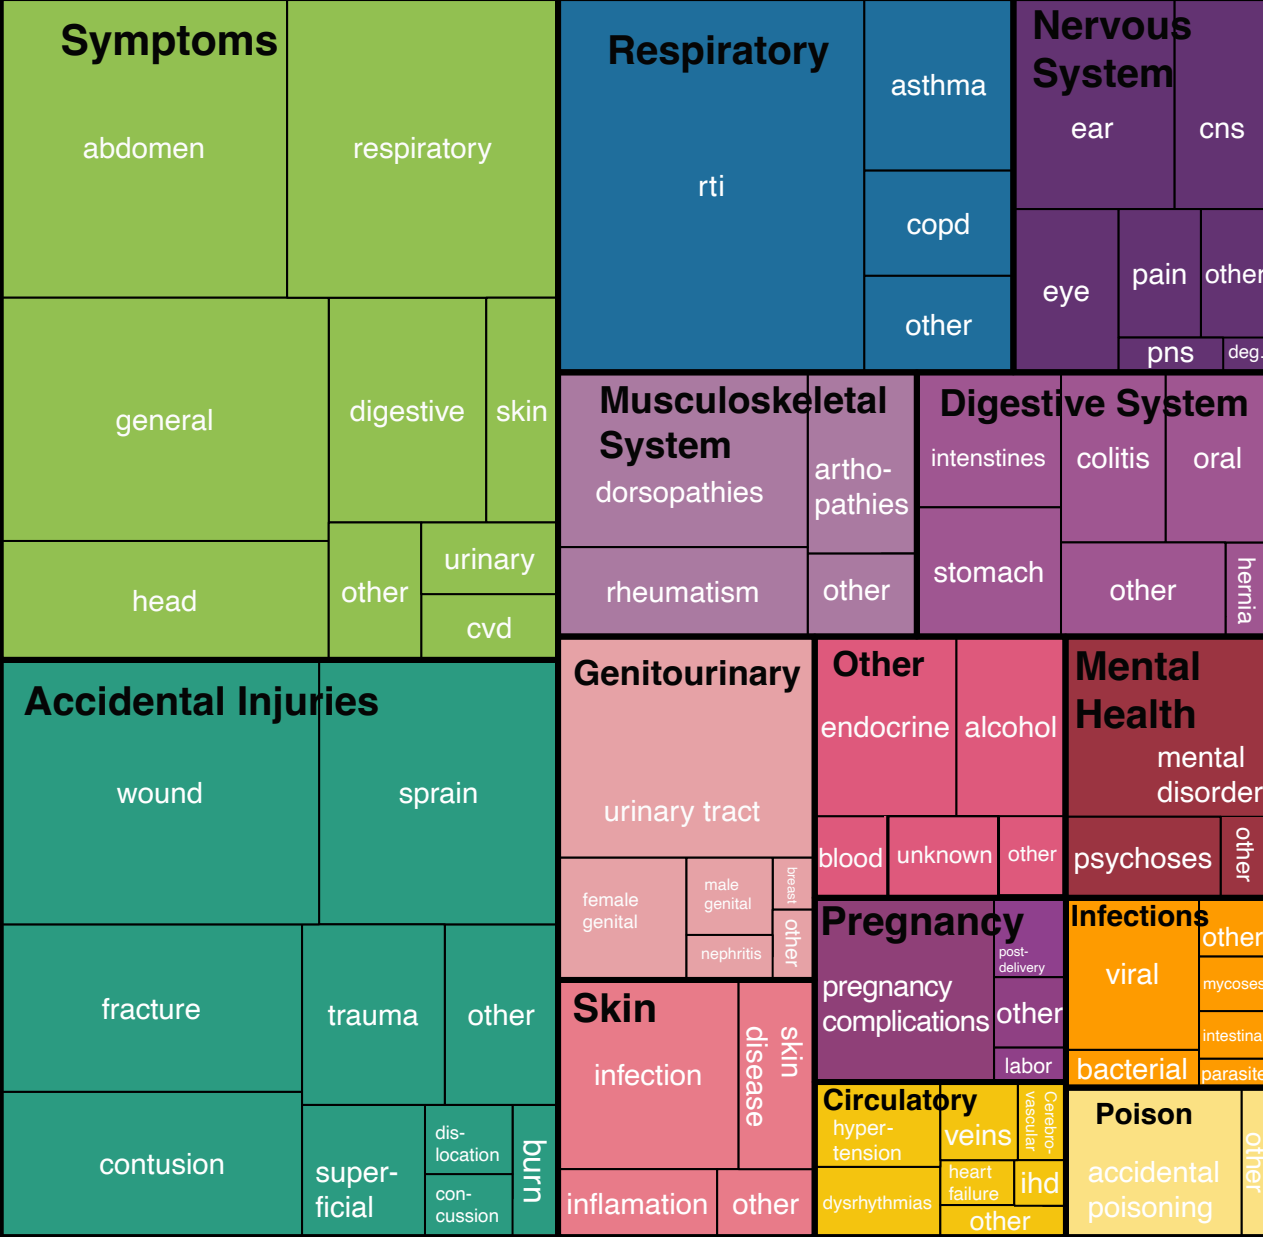 Symptoms
abdomen
respiratory
general
digestive
skin
head
other
urinary
cvd
Accidental Injuries
wound
sprain
fracture
trauma
other
contusion
super-
ficial
dis-
location
con-
cussion
burn
Respiratory
rti
asthma
copd
other
Nervous
System
ear
cns
eye
pain
other
pns
deg.
Musculoskeletal
System
dorsopathies
artho-
pathies
rheumatism
other
Digestive System
intenstines
colitis
oral
stomach
other
hernia
Genitourinary
urinary tract
female
genital
male
genital
breast
nephritis
other
Other
endocrine
alcohol
blood
unknown
other
Mental
Health
mental
disorder
psychoses
other
Skin
infection
skin
disease
inflamation
other
Pregnancy
pregnancy
complications
post-
delivery
other
labor
Infections
viral
other
mycoses
intestina
bacterial
parasite
Circulatory
hyper-
tension
veins
Cerebro-
vascular
dysrhythmias
heart
failure
ihd
other
Poison
accidental
poisoning
other